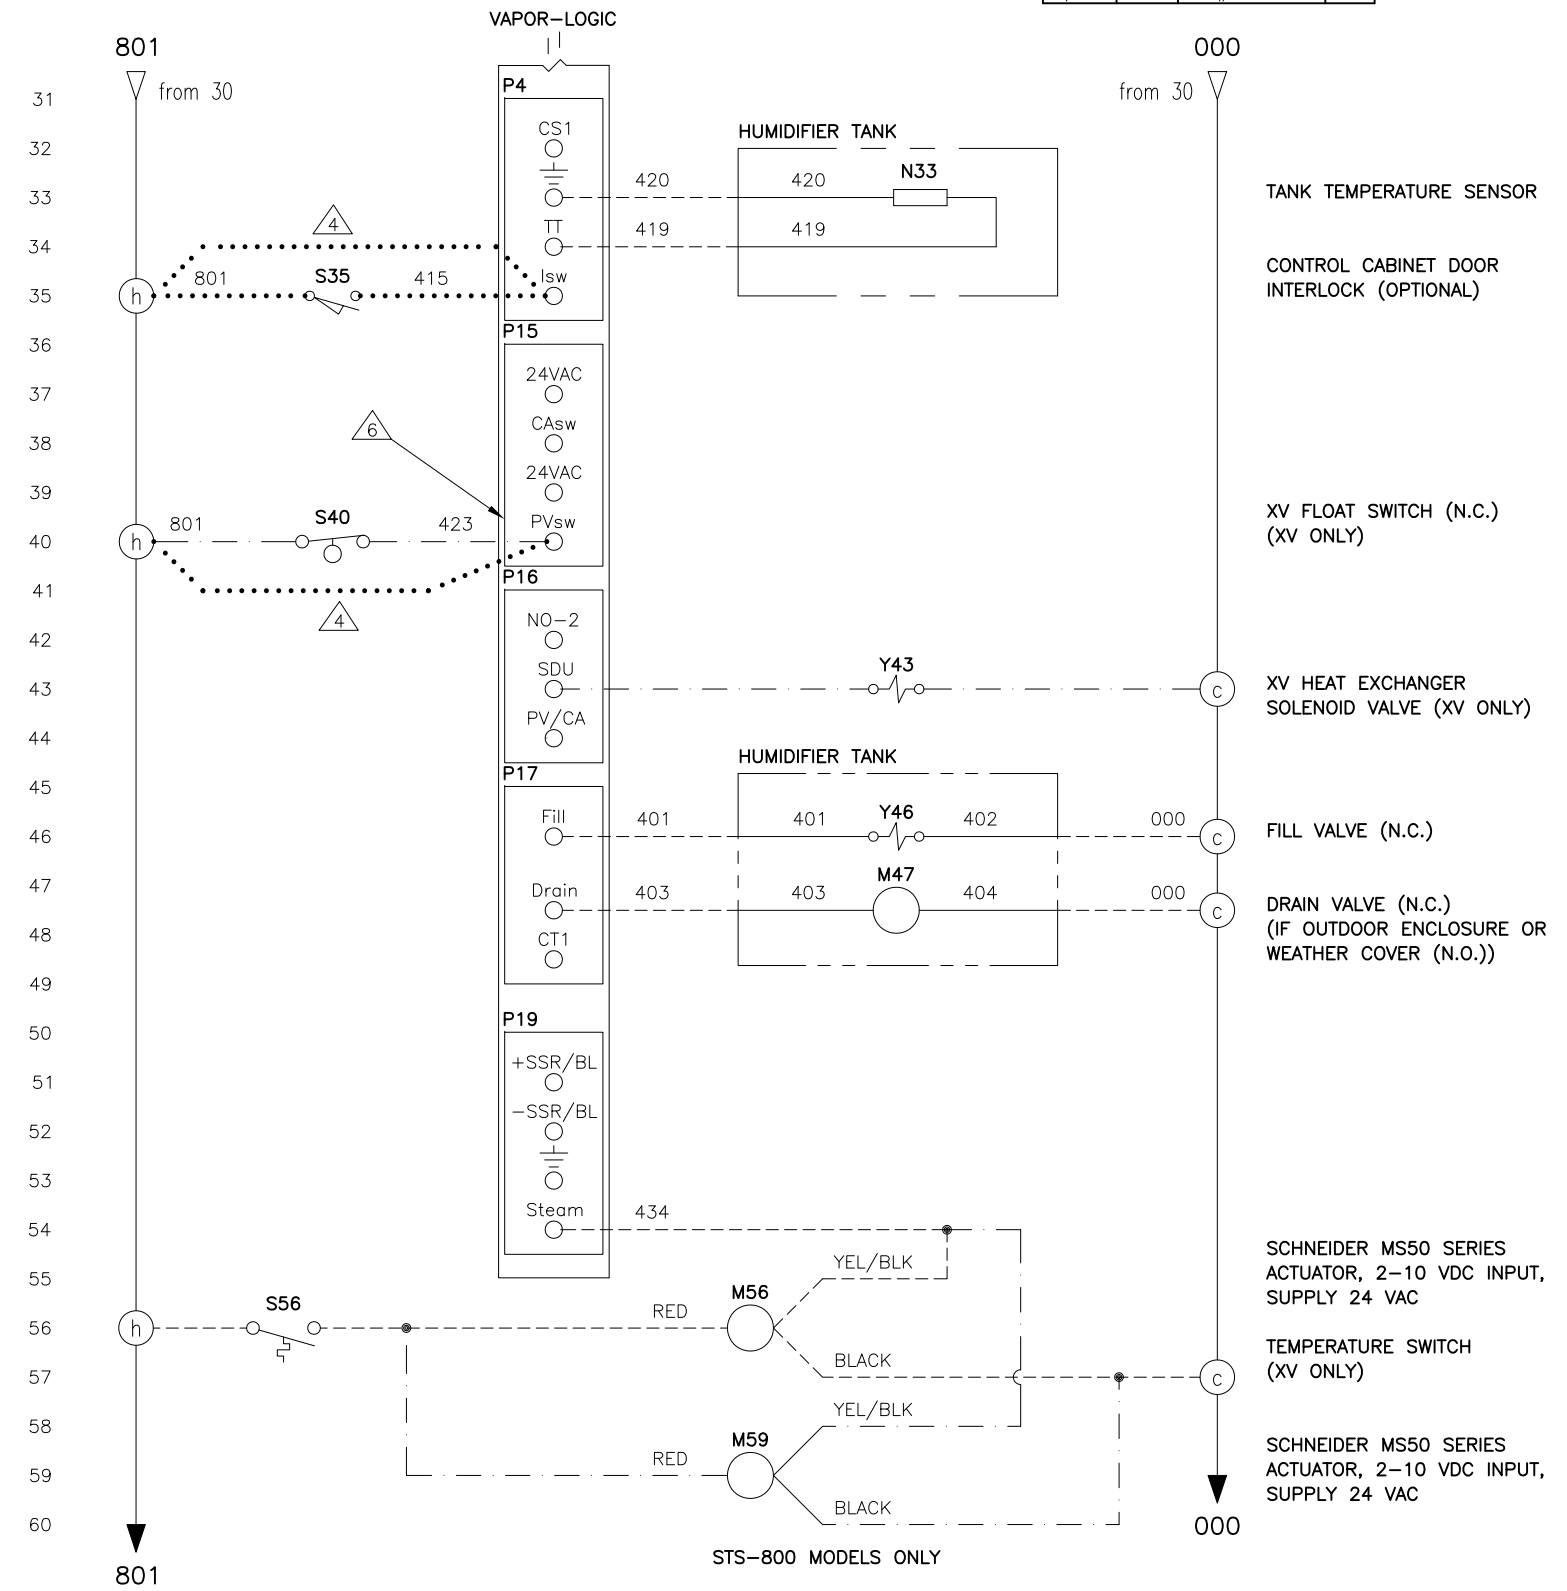 VAPOR-LOGIC
801
000
from 30
from 30
P4
31
CS1
HUMIDIFIER TANK
32
N33
420
420
33
TANK TEMPERATURE SENSOR
4
TT
419
419
34
Isw
CONTROL CABINET DOOR
INTERLOCK (OPTIONAL)
801
S35
415
h
35
P15
36
24VAC
37
6
CAsw
38
24VAC
39
PVsw
XV FLOAT SWITCH (N.C.)
(XV ONLY)
801
S40
423
h
40
P16
41
4
NO-2
42
SDU
Y43
43
c
XV HEAT EXCHANGER
SOLENOID VALVE (XV ONLY)
PV/CA
44
HUMIDIFIER TANK
P17
45
Fill
401
401
Y46
402
000
46
c
FILL VALVE (N.C.)
M47
47
Drain
403
403
404
000
c
DRAIN VALVE (N.C.)
(IF OUTDOOR ENCLOSURE OR
WEATHER COVER (N.O.))
48
CT1
49
P19
50
+SSR/BL
51
-SSR/BL
52
53
Steam
434
54
YEL/BLK
55
SCHNEIDER MS50 SERIES
ACTUATOR, 2-10 VDC INPUT,
SUPPLY 24 VAC
S56
RED
M56
h
56
BLACK
TEMPERATURE SWITCH
(XV ONLY)
57
c
YEL/BLK
58
RED
M59
59
SCHNEIDER MS50 SERIES
ACTUATOR, 2-10 VDC INPUT,
SUPPLY 24 VAC
BLACK
60
000
STS-800 MODELS ONLY
801